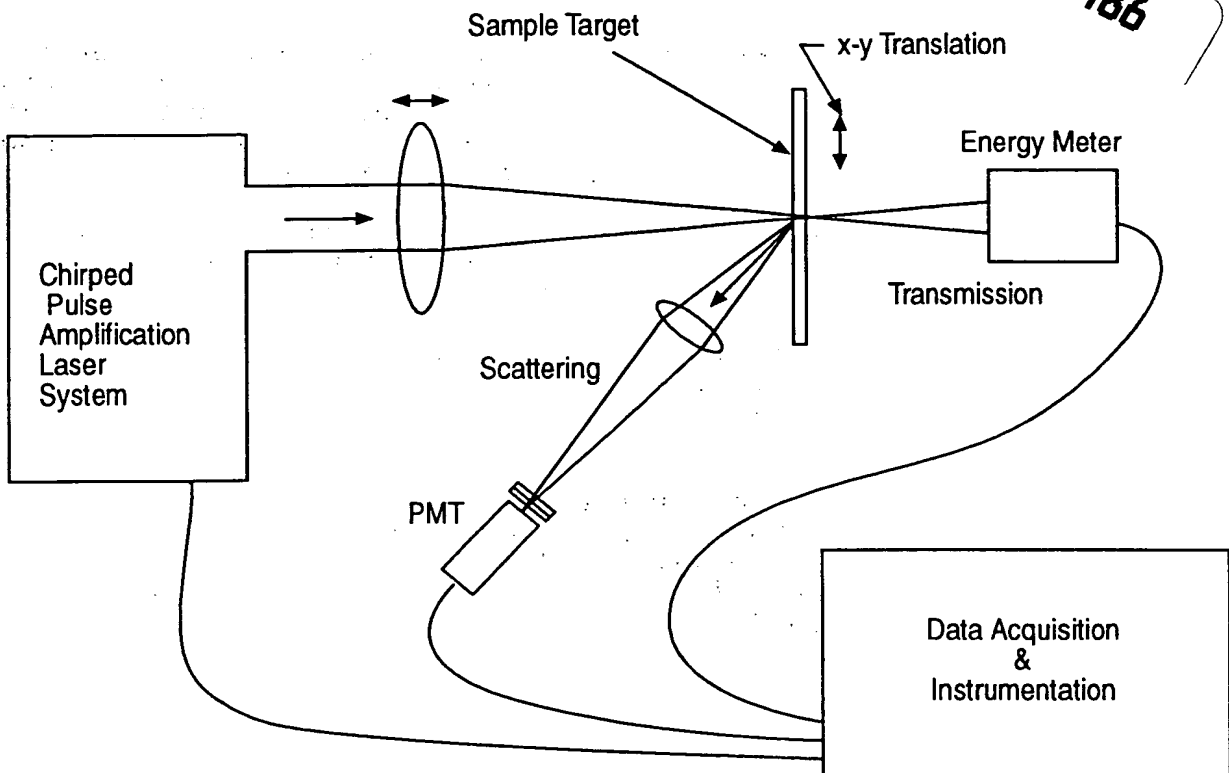 Sample Target
x-y Translation
Energy Meter
Chirped
Pulse
Amplification
Laser
System
Transmission
Scattering
PMT
Data Acquisition
&
Instrumentation